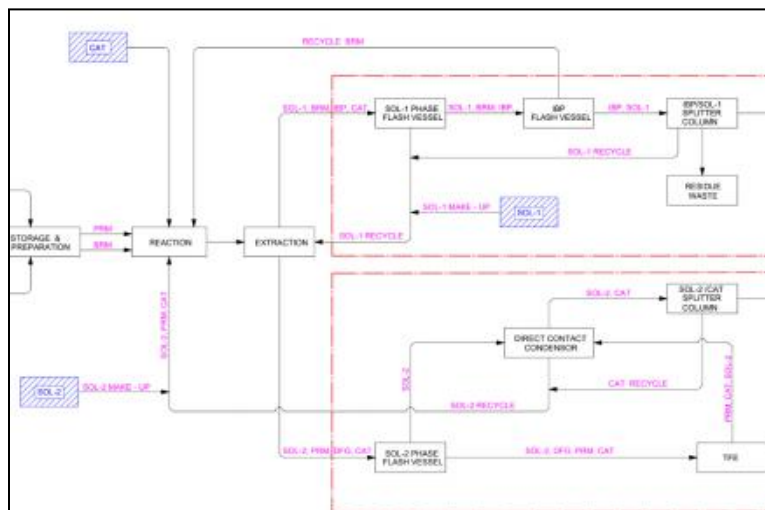 RECYCLE BRM
CAT
SOL-1, BRM, IBP, CAT
SOL-1 PHASE
FLASH VESSEL
SOL-1, BRM, IBP,
IBP
FLASH VESSEL
IBP, SOL-1
IBP/SOL-1
SPLITTER
COLUMN
SOL-1 RECYCLE
RESIDUE
WASTE
SOL-1 MAKE - UP
SOL-1
STORAGE &
PREPARATION
PRM
BRM
REACTION
EXTRACTION
SOL-1 RECYCLE
SOL-2, PRM, CAT
SOL-2, CAT
SOL-2 /CAT
SPLITTER
COLUMN
DIRECT CONTACT
CONDENSOR
SOL-2
CAT RECYCLE
PRM, CAT, SOL-2
SOL-2
SOL-2 MAKE - UP
SOL-2 RECYCLE
SOL-2, PRM, DFG, CAT
SOL-2 PHASE
FLASH VESSEL
SOL-2, DFG, PRM, CAT
TFE